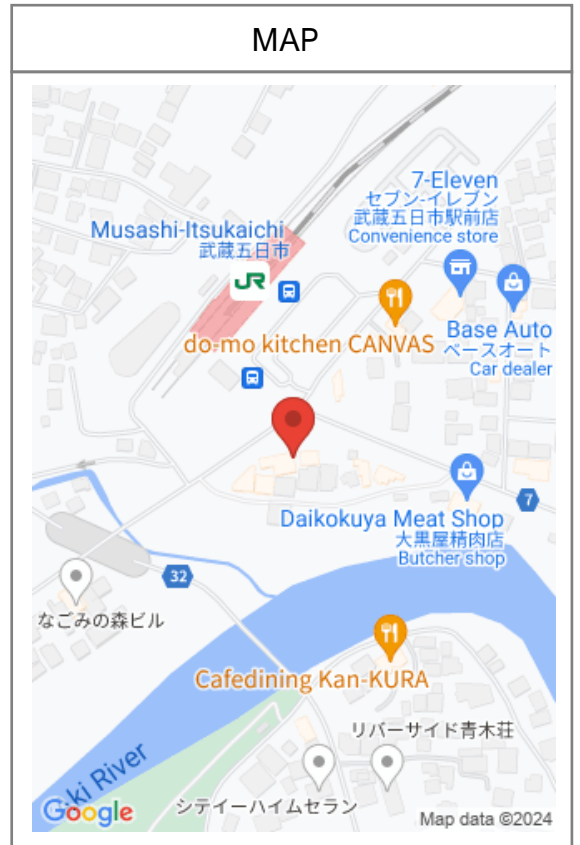 MAP
7-Eleven
セブン-イレブン
武蔵五日市駅前店
Convenience store
Musashi-Itsukaichi
武蔵五日市
JR
do-mo kitchen CANVAS
Base Auto
ベースオート
Car dealer
7
Daikokuya Meat Shop
大黒屋精肉店
Butcher shop
32
なごみの森ビル
Cafedining Kan-KURA
リバーサイド青木荘
ki River
シティーハイムセラン
Google
Map data ©2024